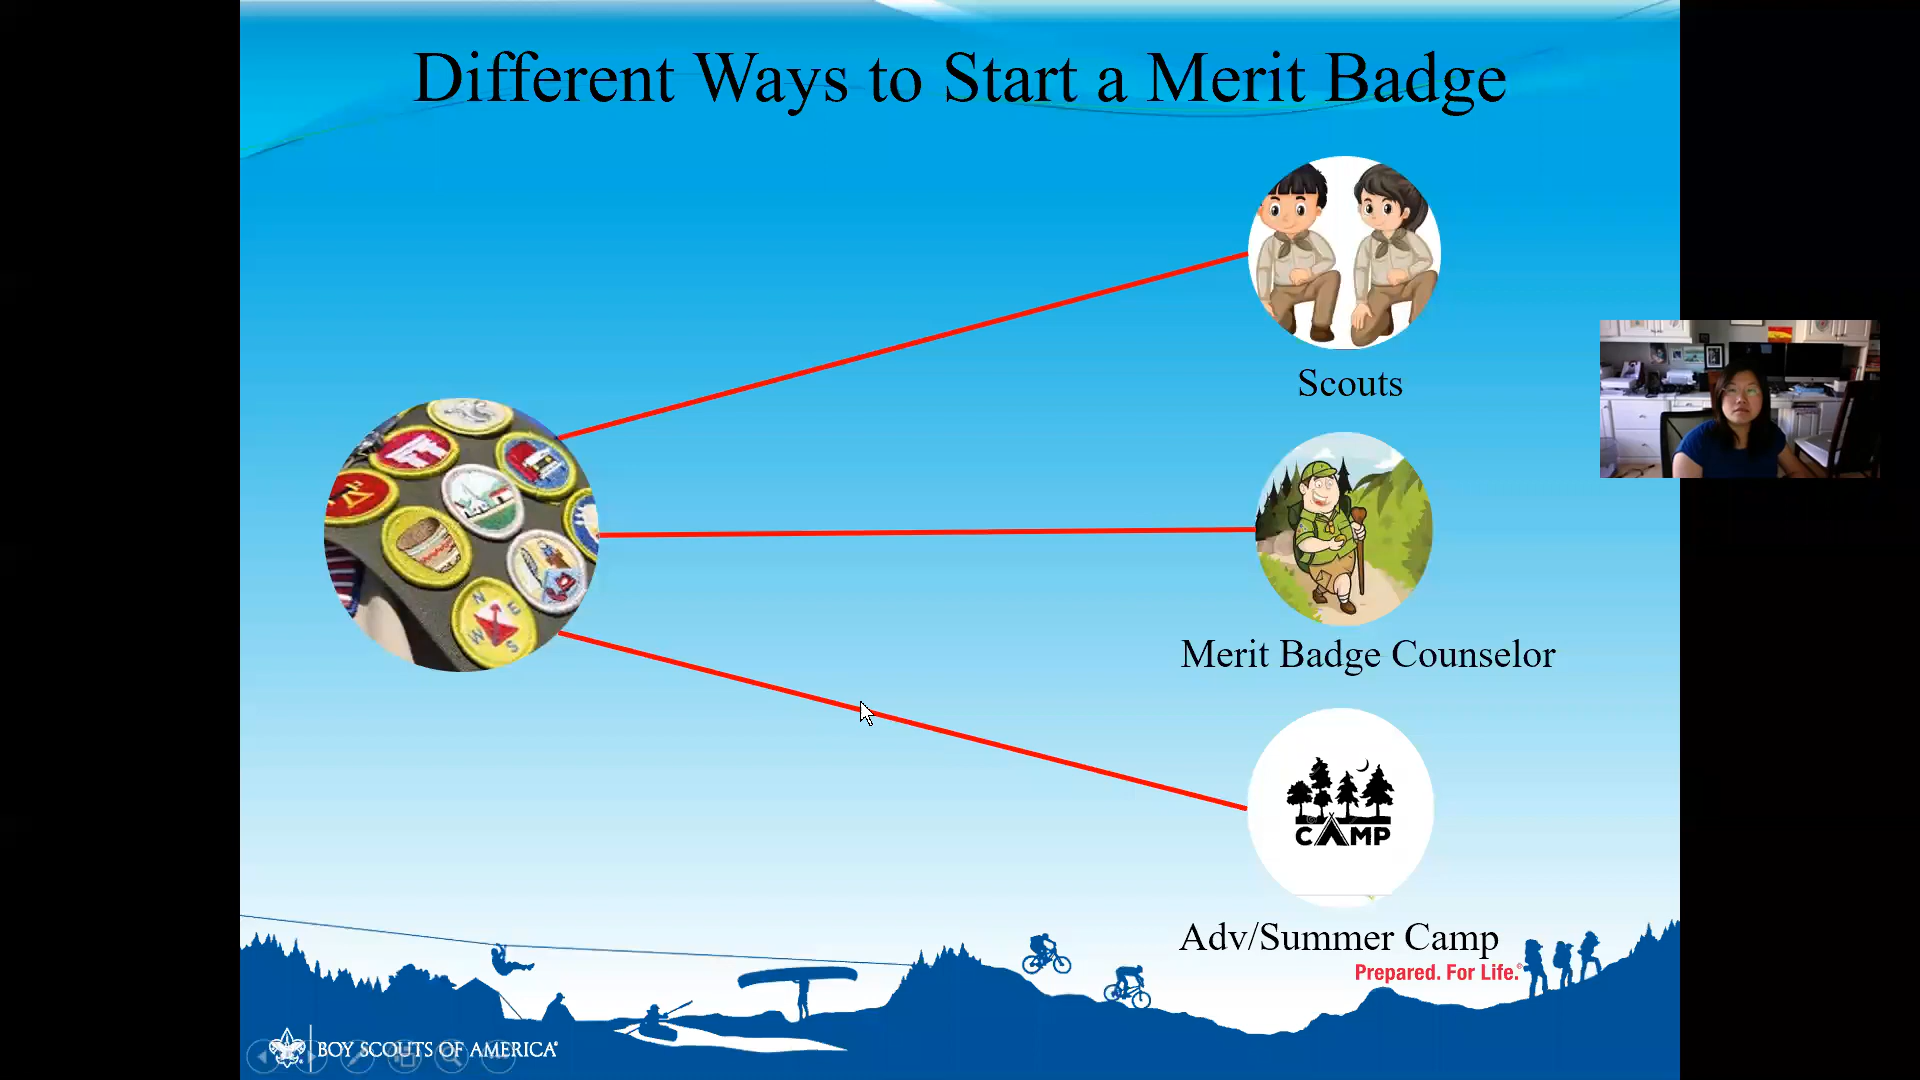 Different Ways to Start a Merit Badge
Scouts
N
E
W
S
Merit Badge Counselor
CAMP
Adv/Summer Camp
Prepared. For Life.®
BOY SCOUTS OF AMERICA®